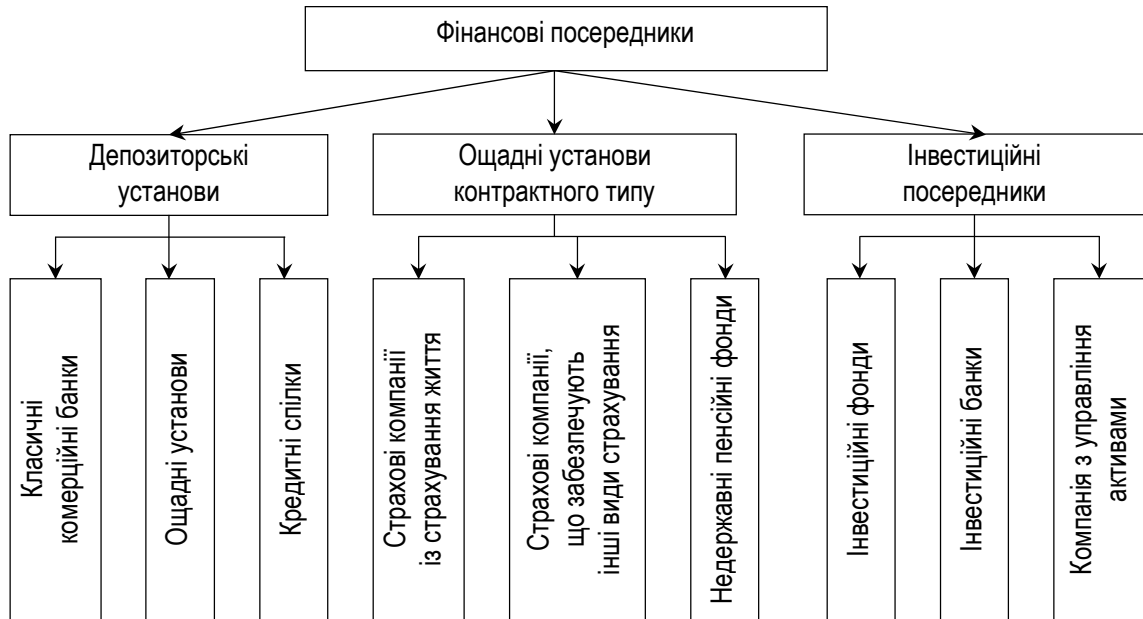 Фінансові посередники
Депозиторські
установи
Ощадні установи
контрактного типу
Інвестиційні
посередники
Класичні
комерційні банки
Ощадні установи
Кредитні спілки
Страхові компанії
із страхування життя
Страхові компанії,
що забезпечують
інші види страхування
Недержавні пенсійні фонди
Інвестиційні фонди
Інвестиційні банки
Компанія з управління
активами